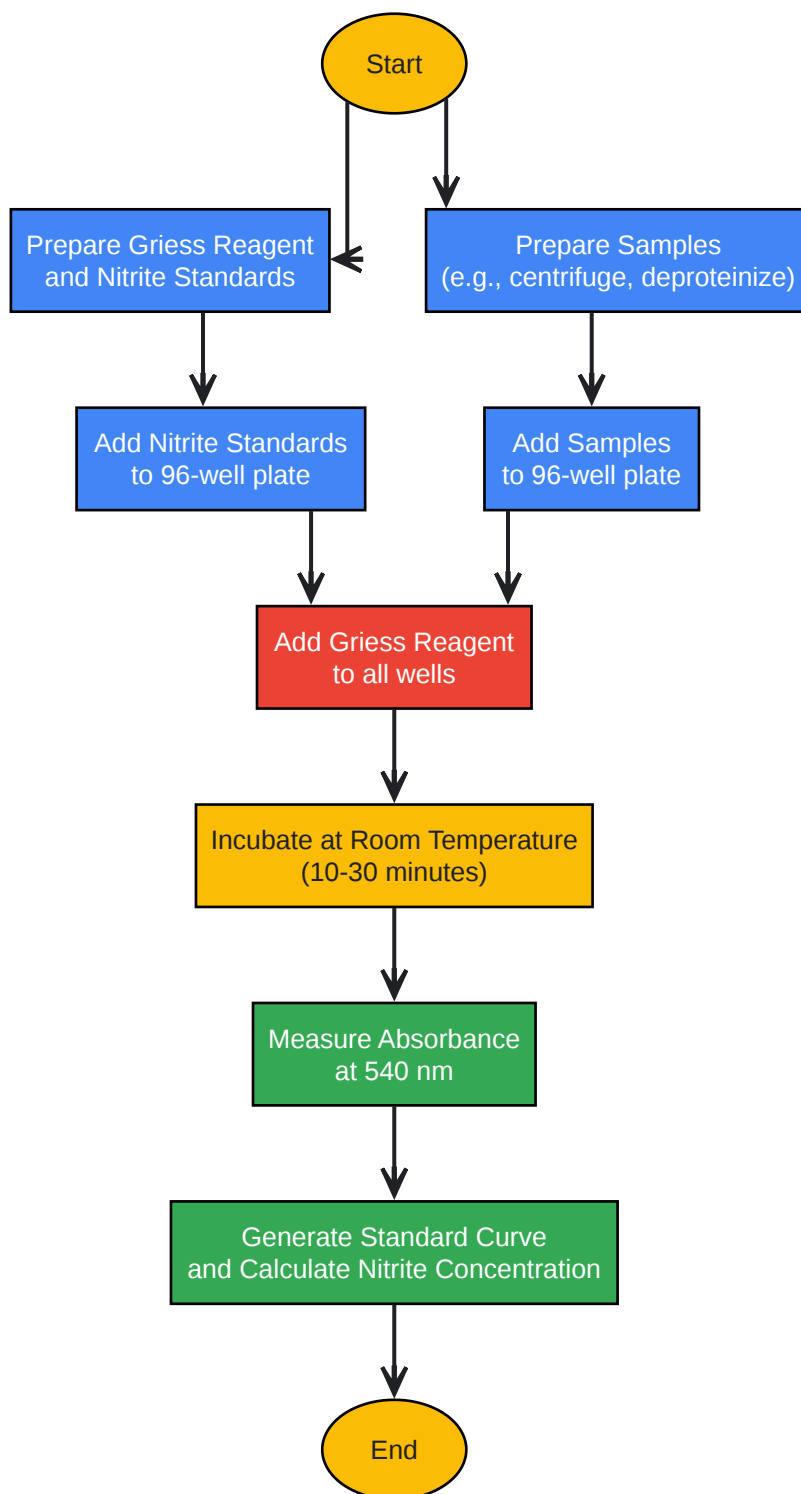 Start
Prepare Griess Reagent
and Nitrite Standards
Prepare Samples
(e.g., centrifuge, deproteinize)
Add Nitrite Standards
to 96-well plate
Add Samples
to 96-well plate
Add Griess Reagent
to all wells
Incubate at Room Temperature
(10-30 minutes)
Measure Absorbance
at 540 nm
Generate Standard Curve
and Calculate Nitrite Concentration
End